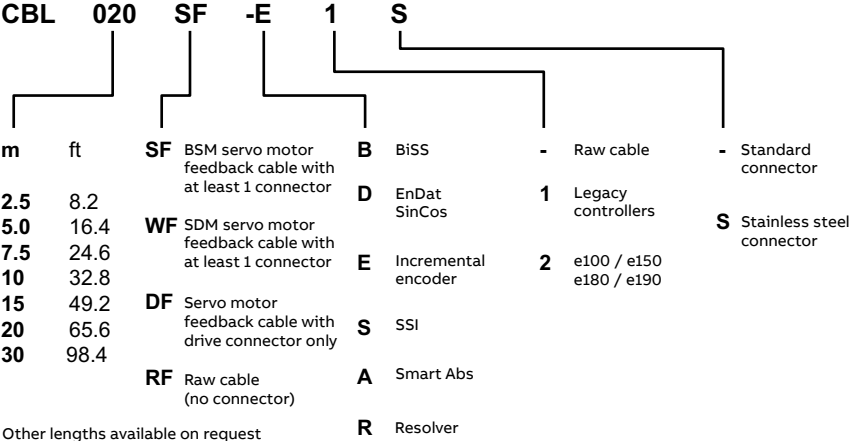 CBL 020 SF -E 1 S
m ft
2.5 8.2
5.0 16.4
7.5 24.6
10 32.8
15 49.2
20 65.6
30 98.4
Other lengths available on request
SF BSM servo motor
feedback cable with
at least 1 connector
WF SDM servo motor
feedback cable with
at least 1 connector
DF Servo motor
feedback cable with
drive connector only
RF Raw cable
(no connector)
B BiSS
D EnDat
SinCos
E Incremental
encoder
S SSI
A Smart Abs
R Resolver
- Raw cable
1 Legacy
controllers
2 e100 / e150
e180 / e190
- Standard
connector
S Stainless steel
connector